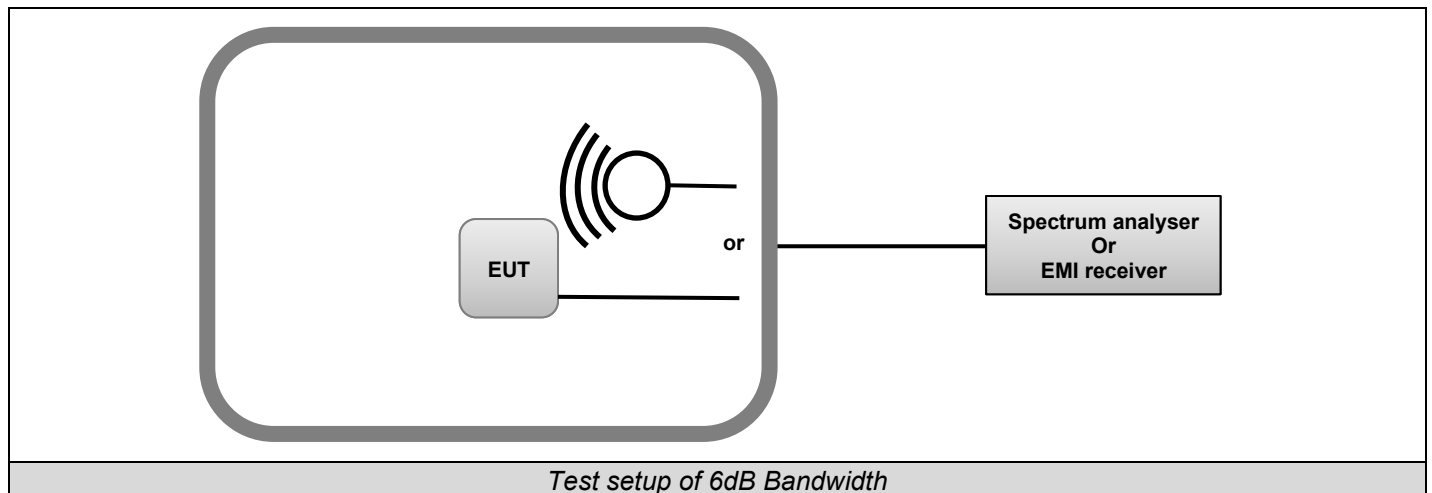 EUT
or
Spectrum analyser
Or
EMI receiver
Test setup of 6dB Bandwidth